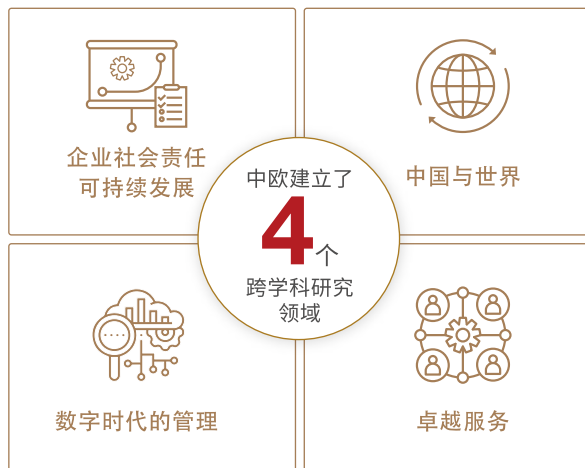 企业社会责任
可持续发展
中国与世界
中欧建立了
4个
跨学科研究
领域
数字时代的管理
卓越服务